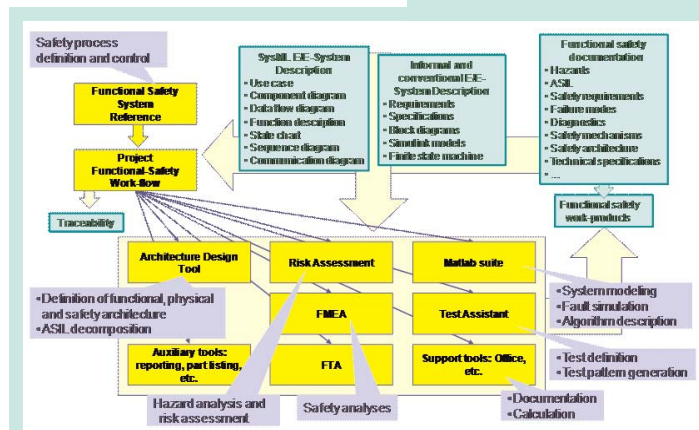 Safety process
definition and control
Functional Safety
System
Reference
Project
Functional-Safety
Work-flow
Traceability
SysML E/E-System
Description
• Use case
• Component diagram
• Data flow diagram
• Function description
• State chart
• Sequence diagram
• Communication diagram
Informal and
conventional E/E-
System Description
• Requirements
• Specifications
• Block diagrams
• Simulink models
• Finite state machine
Functional safety
documentation
• Hazards
• ASIL
• Safety requirements
• Failure modes
• Diagnostics
• Safety mechanisms
• Safety architecture
• Technical specifications
• ...
Functional safety
work-products
Architecture Design
Tool
Risk Assessment
Matlab suite
• Definition of functional, physical
and safety architecture
• ASIL decomposition
FMEA
Test Assistant
• System modeling
• Fault simulation
• Algorithm description
Auxiliary tools:
reporting, part listing,
etc.
FTA
Support tools: Office,
etc.
• Test definition
• Test pattern generation
Hazard analysis and
risk assessment
Safety analyses
• Documentation
• Calculation